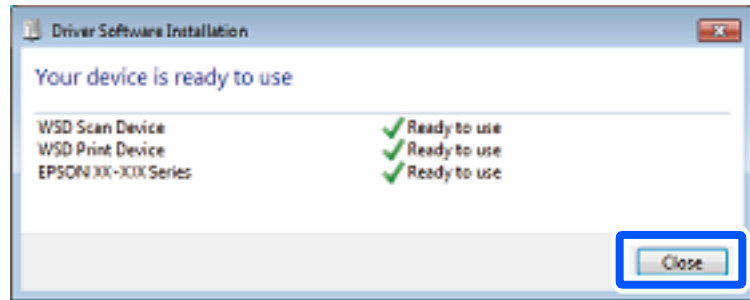 Driver Software Installation
Your device is ready to use
WSD Scan Device Ready to use
WSD Print Device Ready to use
EPSON XX-XXX Series Ready to use
Close